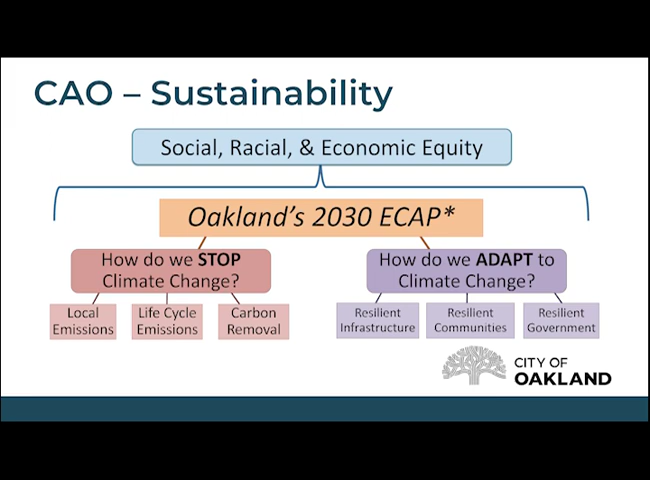 CAO – Sustainability
Social, Racial, & Economic Equity
Oakland's 2030 ECAP*
How do we STOP
Climate Change?
How do we ADAPT to
Climate Change?
Local
Emissions
Life Cycle
Emissions
Carbon
Removal
Resilient
Infrastructure
Resilient
Communities
Resilient
Government
CITY OF
OAKLAND